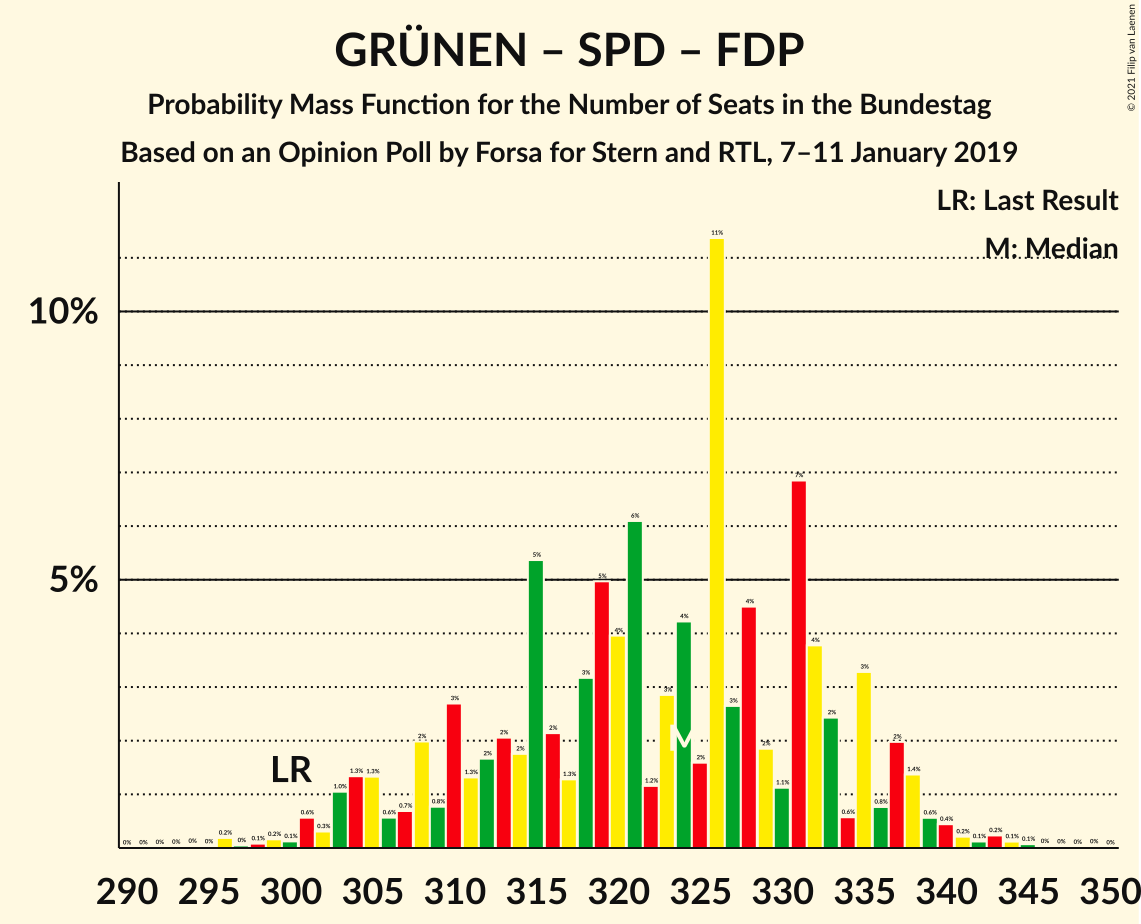 GRÜNEN – SPD – FDP
Probability Mass Function for the Number of Seats in the Bundestag
Based on an Opinion Poll by Forsa for Stern and RTL, 7–11 January 2019
© 2021 Filip van Laenen
LR: Last Result
M: Median
10%
5%
LR
M
0% 0% 0% 0% 0% 0% 0.2% 0% 0.1% 0.2% 0.1% 0.6% 0.3% 1.0% 1.3% 1.3% 0.6% 0.7% 2% 0.8% 3% 1.3% 2% 2% 2% 5% 2% 1.3% 3% 5% 4% 6% 1.2% 3% 4% 2% 11% 3% 4% 2% 1.1% 7% 4% 2% 0.6% 3% 0.8% 2% 1.4% 0.6% 0.4% 0.2% 0.1% 0.2% 0.1% 0.1% 0% 0% 0% 0% 0%
290 295 300 305 310 315 320 325 330 335 340 345 350